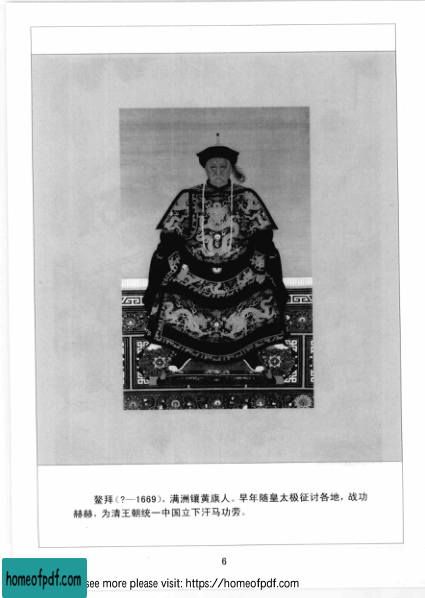 鳌拜(?—1669)，满洲镶黄旗人。早年随皇太极征讨各地，战功
赫赫，为清王朝统一中国立下汗马功劳。
6
homeofpdf.com
see more please visit: https://homeofpdf.com